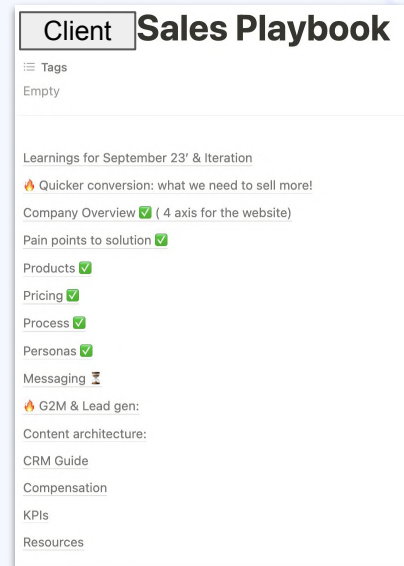 Client Sales Playbook
Tags
Empty
Learnings for September 23' & Iteration
🔥 Quicker conversion: what we need to sell more!
Company Overview ✅ ( 4 axis for the website)
Pain points to solution ✅
Products ✅
Pricing ✅
Process ✅
Personas ✅
Messaging ⏳
🔥 G2M & Lead gen:
Content architecture:
CRM Guide
Compensation
KPIs
Resources